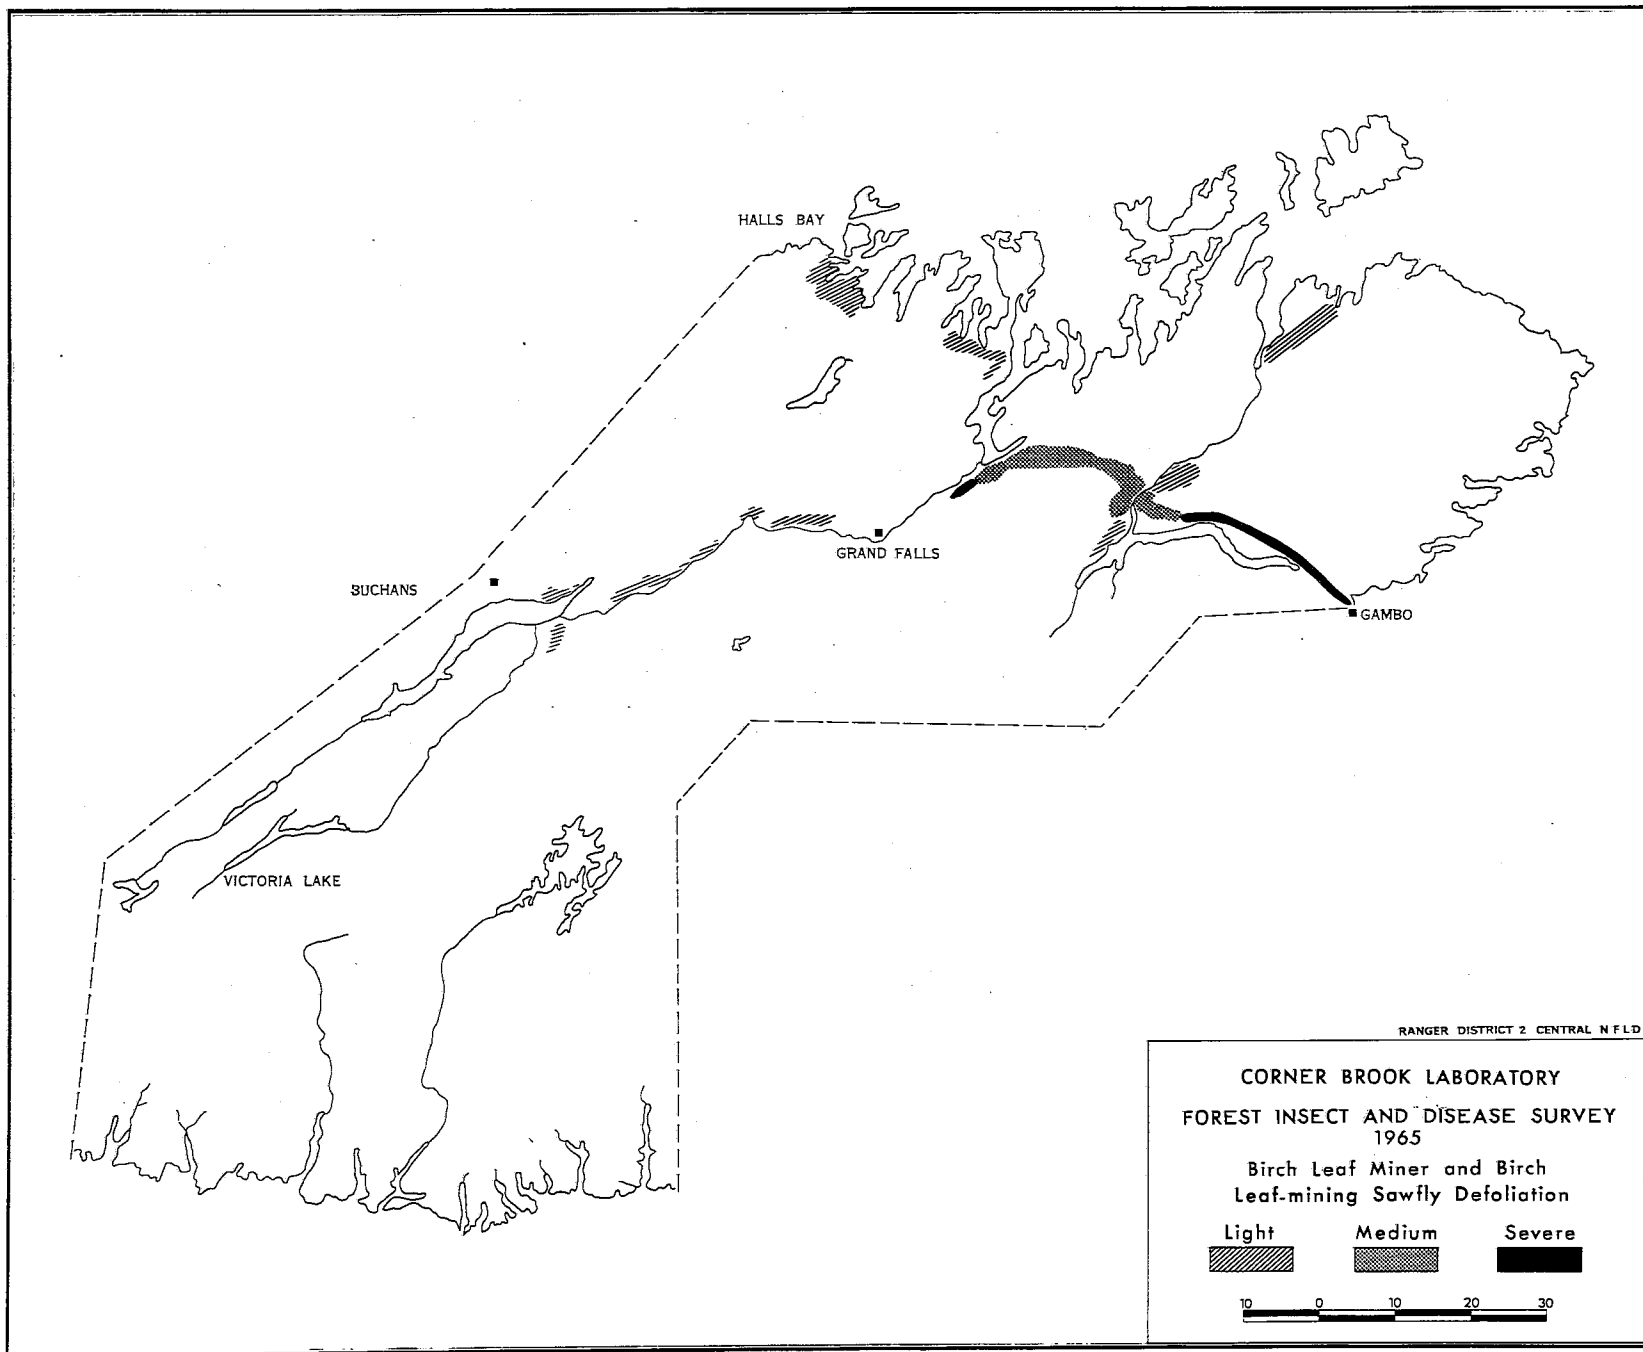 HALLS BAY
GRAND FALLS
BUCHANS
GAMBO
VICTORIA LAKE
RANGER DISTRICT 2 CENTRAL NFLD
CORNER BROOK LABORATORY
FOREST INSECT AND DISEASE SURVEY
1965
Birch Leaf Miner and Birch
Leaf-mining Sawfly Defoliation
Light Medium Severe
10 0 10 20 30